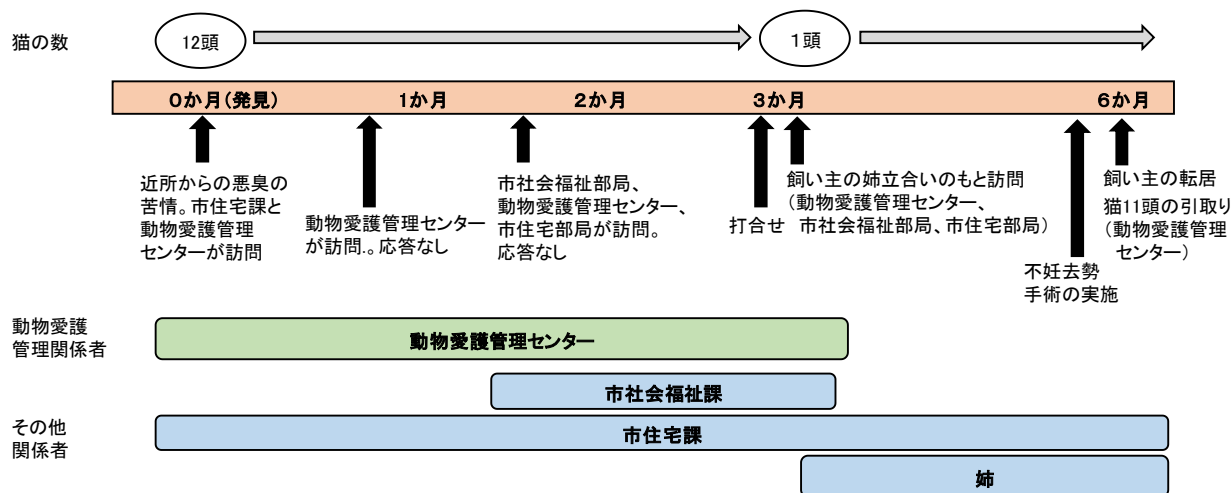 猫の数
12頭
1頭
0か月(発見)
1か月
2か月
3か月
6か月
近所からの悪臭の
苦情。市住宅課と
動物愛護管理
センターが訪問
動物愛護管理センター
が訪問.。応答なし
市社会福祉部局、
動物愛護管理センター、
市住宅部局が訪問。
応答なし
打合せ
飼い主の姉立合いのもと訪問
(動物愛護管理センター、
市社会福祉部局、市住宅部局)
不妊去勢
手術の実施
飼い主の転居
猫11頭の引取り
(動物愛護管理
センター)
動物愛護
管理関係者
動物愛護管理センター
市社会福祉課
その他
関係者
市住宅課
姉